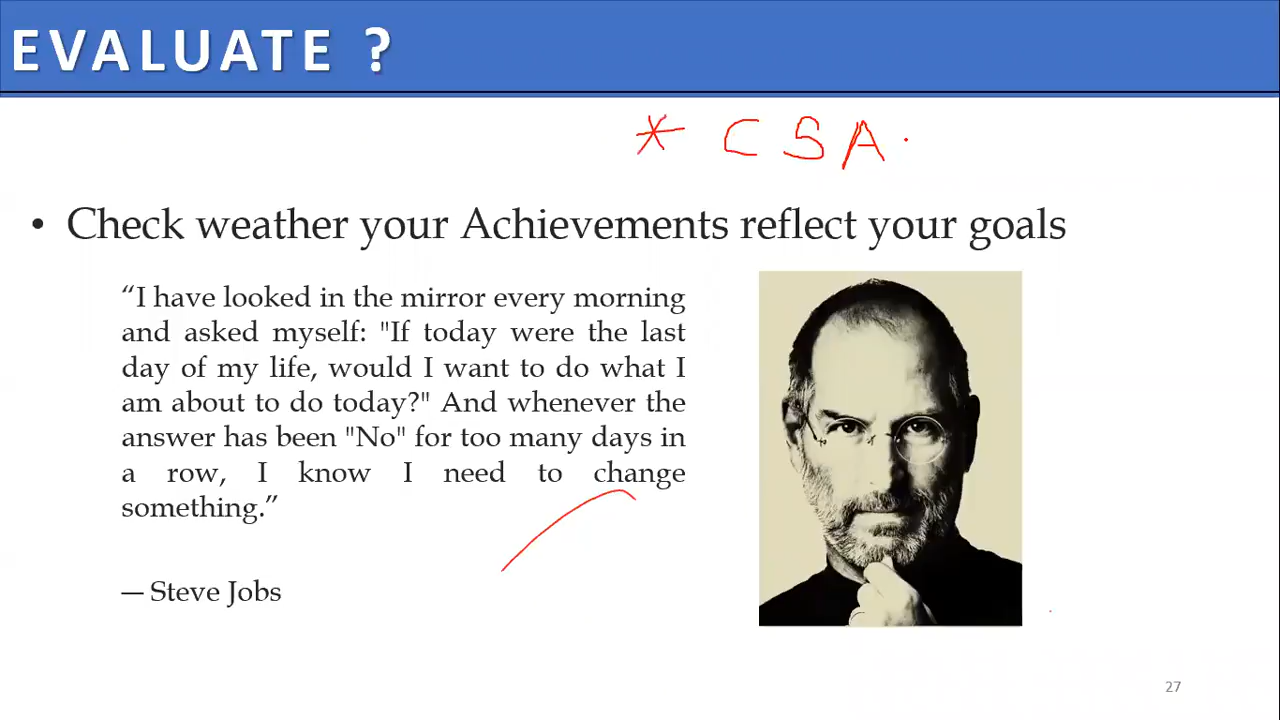 EVALUATE ?
* CSA.
• Check weather your Achievements reflect your goals
“I have looked in the mirror every morning
and asked myself: "If today were the last
day of my life, would I want to do what I
am about to do today?" And whenever the
answer has been "No" for too many days in
a row, I know I need to change
something.”
— Steve Jobs
27